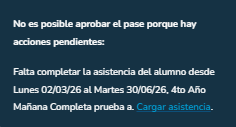 No es posible aprobar el pase porque hay
acciones pendientes:
Falta completar la asistencia del alumno desde
Lunes 02/03/26 al Martes 30/06/26, 4to Año
Mañana Completa prueba a. Cargar asistencia.